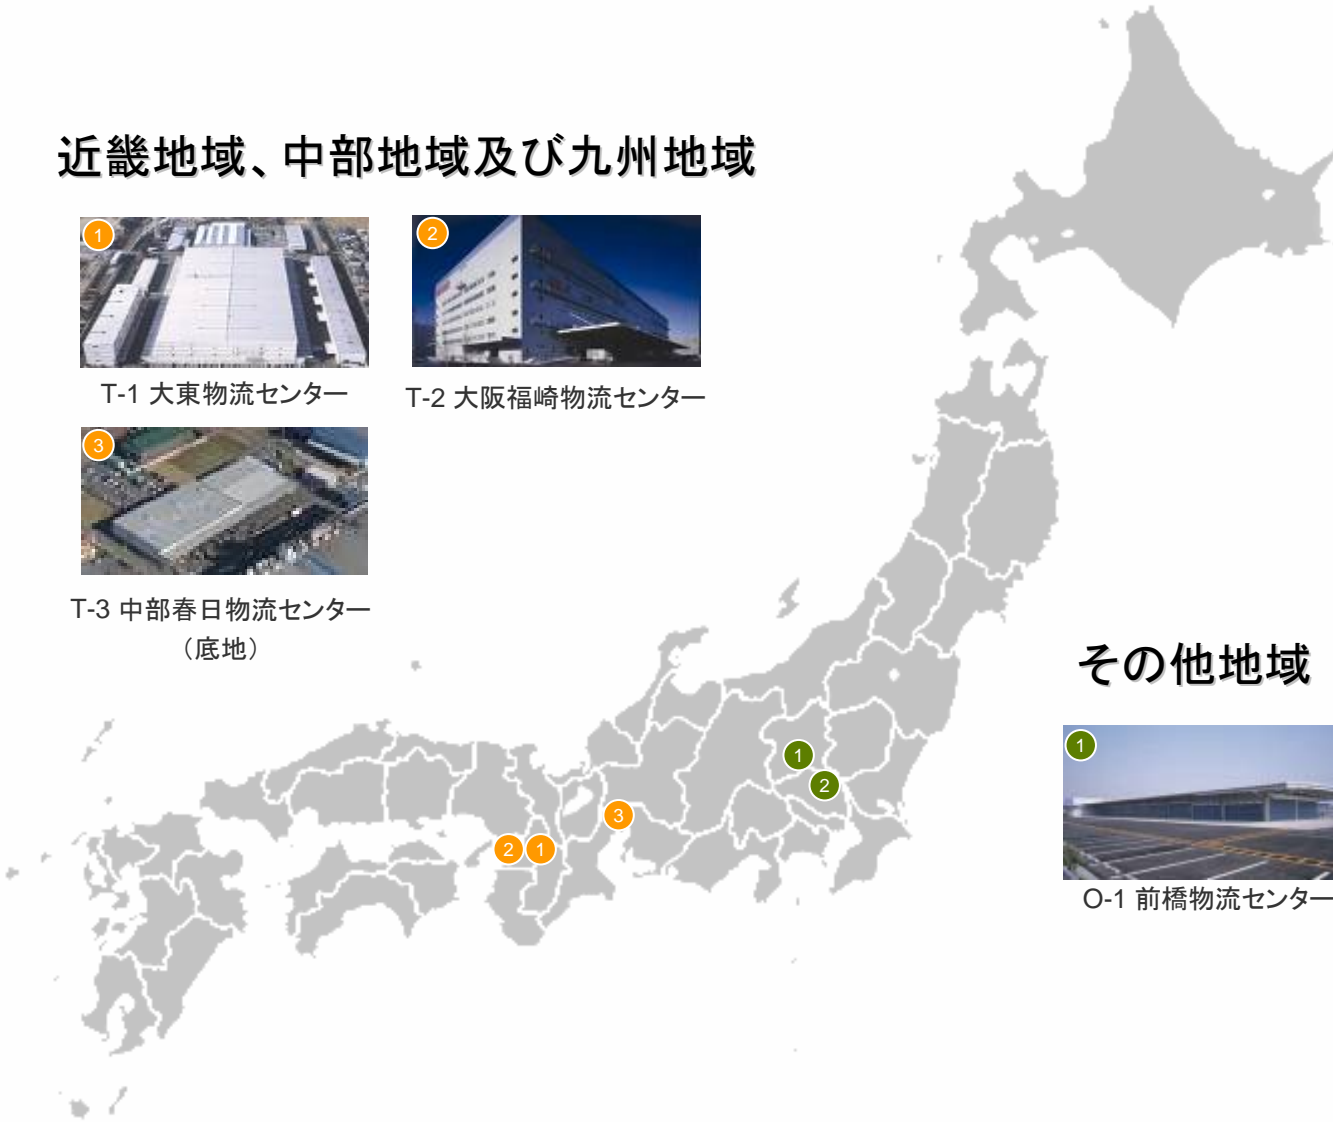 近畿地域、中部地域及び九州地域
1
2
T-1 大東物流センター
T-2 大阪福崎物流センター
3
T-3 中部春日物流センター
（底地）
その他地域
1
O-1 前橋物流センター
1
2
3
2
1